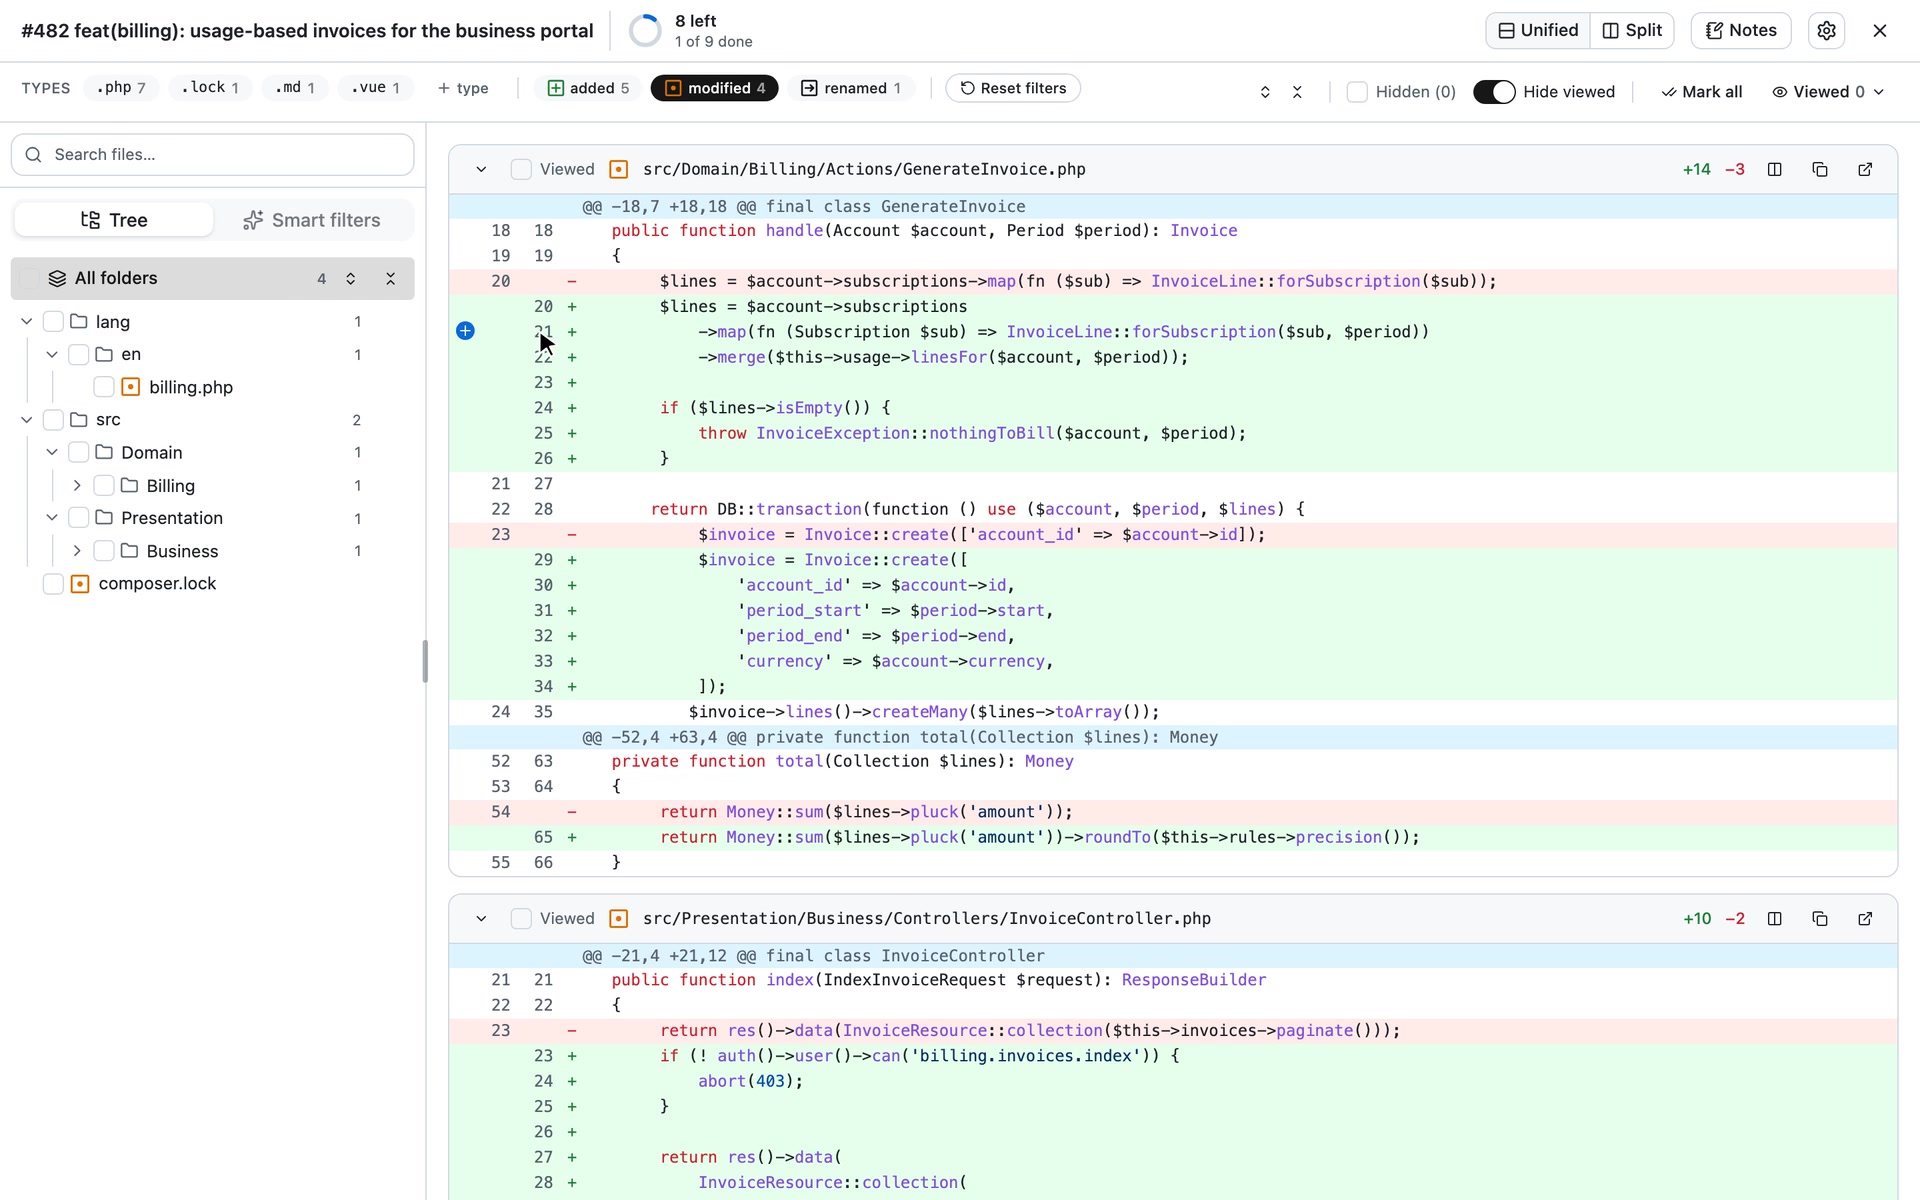 #482 feat(billing): usage-based invoices for the business portal
8 left
1 of 9 done
Unified
Split
Notes
TYPES
.php 7
.lock 1
.md 1
.vue 1
+ type
added 5
modified 4
renamed 1
Reset filters
Hidden (0)
Hide viewed
Mark all
Viewed 0
Search files...
Tree
Smart filters
All folders 4
lang 1
en 1
billing.php
src 2
Domain 1
Billing 1
Presentation 1
Business 1
composer.lock
Viewed src/Domain/Billing/Actions/GenerateInvoice.php +14 −3
@@ −18,7 +18,18 @@ final class GenerateInvoice
18 18 public function handle(Account $account, Period $period): Invoice
19 19 {
20 − $lines = $account->subscriptions->map(fn ($sub) => InvoiceLine::forSubscription($sub));
20 + $lines = $account->subscriptions
21 + ->map(fn (Subscription $sub) => InvoiceLine::forSubscription($sub, $period))
22 + ->merge($this->usage->linesFor($account, $period));
23 +
24 + if ($lines->isEmpty()) {
25 + throw InvoiceException::nothingToBill($account, $period);
26 + }
21 27
22 28 return DB::transaction(function () use ($account, $period, $lines) {
23 − $invoice = Invoice::create(['account_id' => $account->id]);
29 + $invoice = Invoice::create([
30 + 'account_id' => $account->id,
31 + 'period_start' => $period->start,
32 + 'period_end' => $period->end,
33 + 'currency' => $account->currency,
34 + ]);
24 35 $invoice->lines()->createMany($lines->toArray());
@@ −52,4 +63,4 @@ private function total(Collection $lines): Money
52 63 private function total(Collection $lines): Money
53 64 {
54 − return Money::sum($lines->pluck('amount'));
65 + return Money::sum($lines->pluck('amount'))->roundTo($this->rules->precision());
55 66 }
Viewed src/Presentation/Business/Controllers/InvoiceController.php +10 −2
@@ −21,4 +21,12 @@ final class InvoiceController
21 21 public function index(IndexInvoiceRequest $request): ResponseBuilder
22 22 {
23 − return res()->data(InvoiceResource::collection($this->invoices->paginate()));
23 + if (! auth()->user()->can('billing.invoices.index')) {
24 + abort(403);
25 + }
26 +
27 + return res()->data(
28 + InvoiceResource::collection(